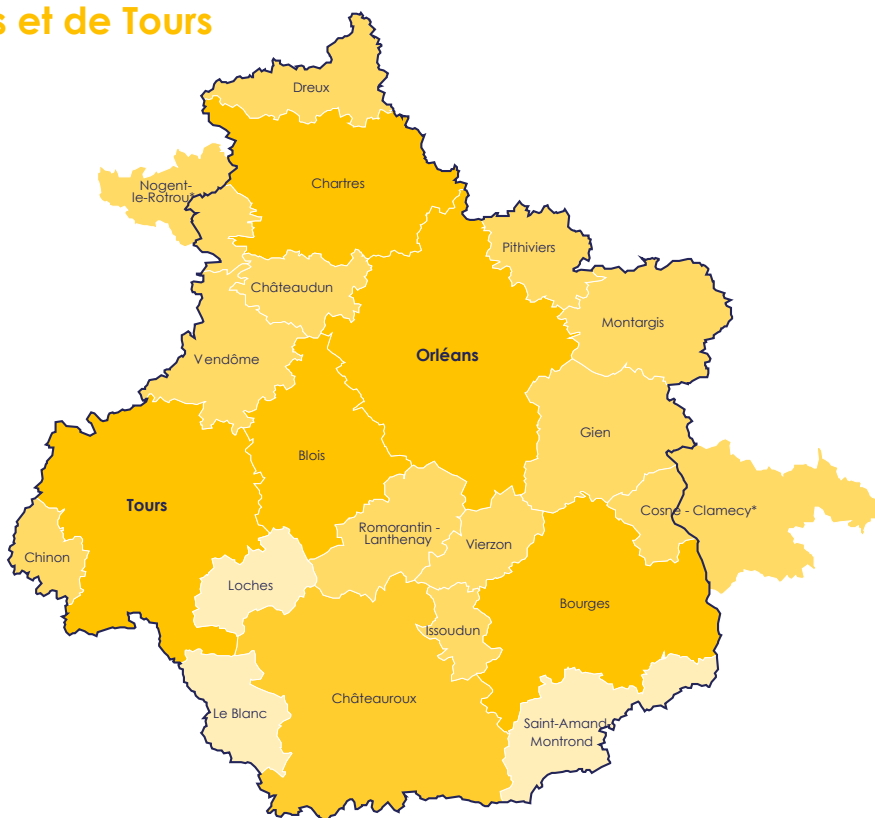 s et de Tours
Dreux
Chartres
Nogent-
le-Rotrou*
Pithiviers
Châteaudun
Montargis
Vendôme
Orléans
Gien
Blois
Tours
Cosne - Clamecy*
Romorantin -
Lanthenay
Vierzon
Chinon
Loches
Bourges
Issoudun
Châteauroux
Le Blanc
Saint-Amand-
Montrond